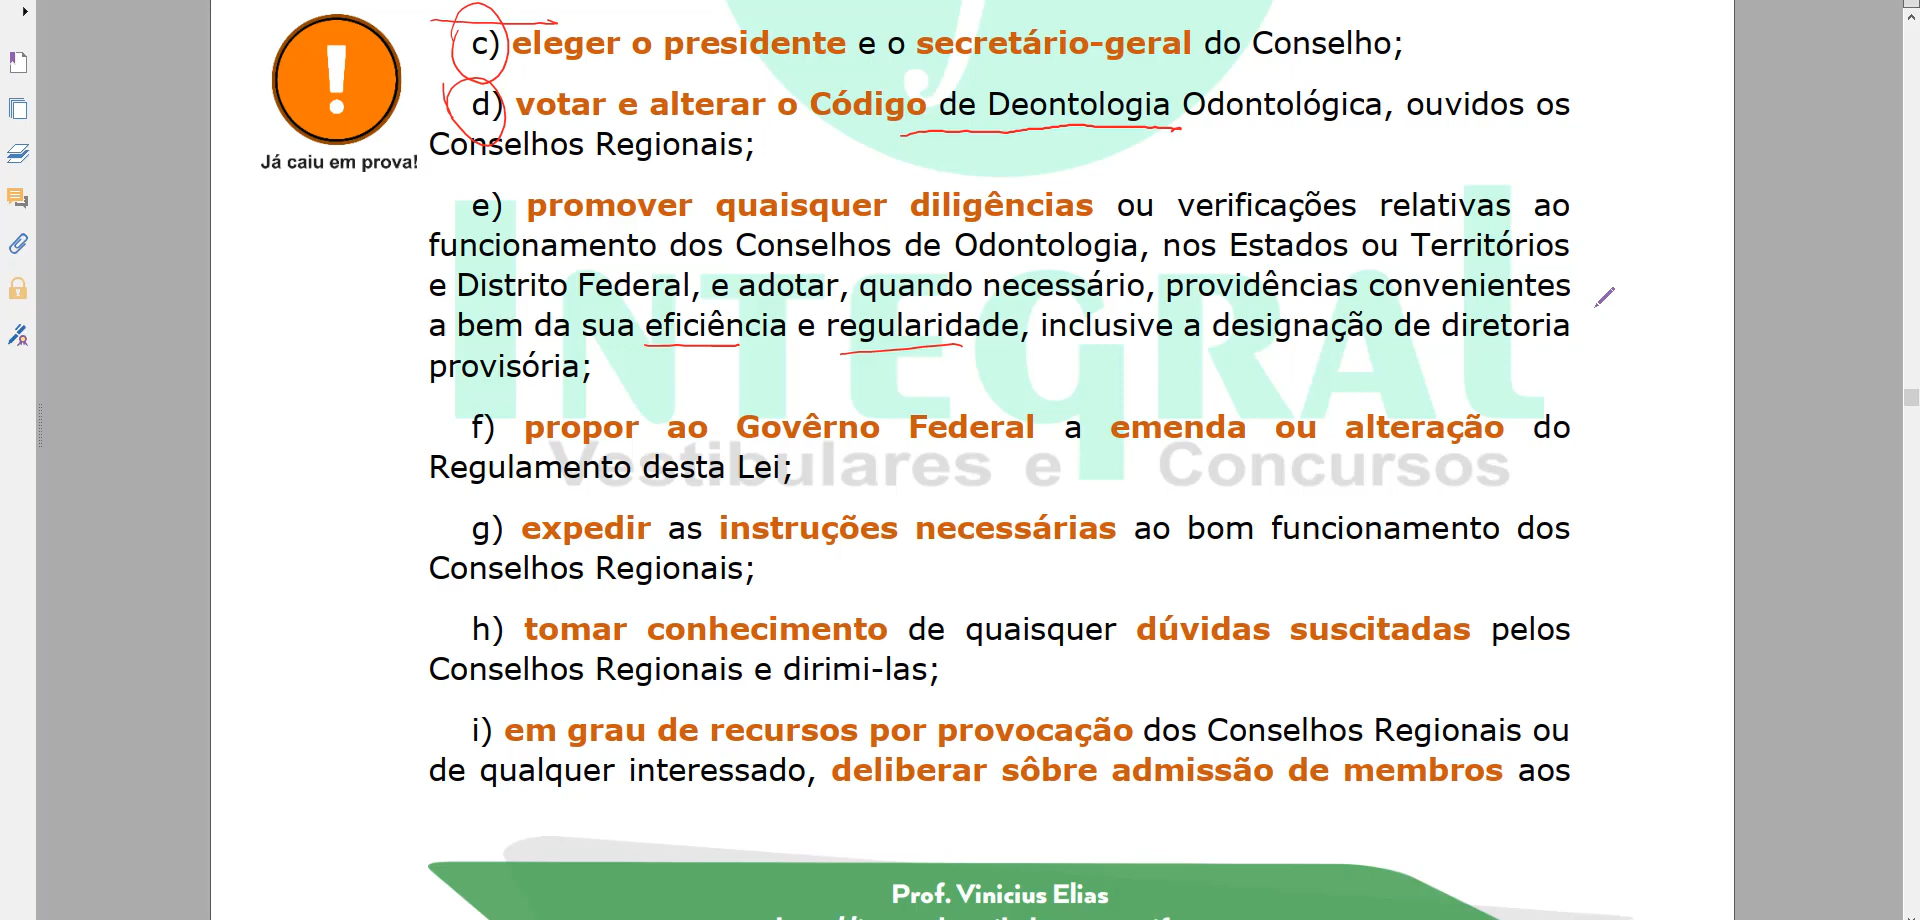 c) eleger o presidente e o secretário-geral do Conselho;
d) votar e alterar o Código de Deontologia Odontológica, ouvidos os
Conselhos Regionais;
Já caiu em prova!
e) promover quaisquer diligências ou verificações relativas ao
funcionamento dos Conselhos de Odontologia, nos Estados ou Territórios
e Distrito Federal, e adotar, quando necessário, providências convenientes
a bem da sua eficiência e regularidade, inclusive a designação de diretoria
provisória;
f) propor ao Govêrno Federal a emenda ou alteração do
Regulamento desta Lei;
g) expedir as instruções necessárias ao bom funcionamento dos
Conselhos Regionais;
h) tomar conhecimento de quaisquer dúvidas suscitadas pelos
Conselhos Regionais e dirimi-las;
i) em grau de recursos por provocação dos Conselhos Regionais ou
de qualquer interessado, deliberar sôbre admissão de membros aos
INTEGRAL
Vestibulares e Concursos
Prof. Vinicius Elias